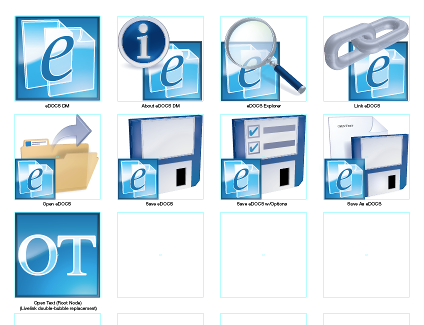 eDOCS DM
About eDOCS DM
eDOCS Explorer
Link eDOCS
Open eDOCS
Save eDOCS
Save eDOCS w/Options
Save As eDOCS
OT
Open Text (Root Node)
(Livelink double-bubble replacement)